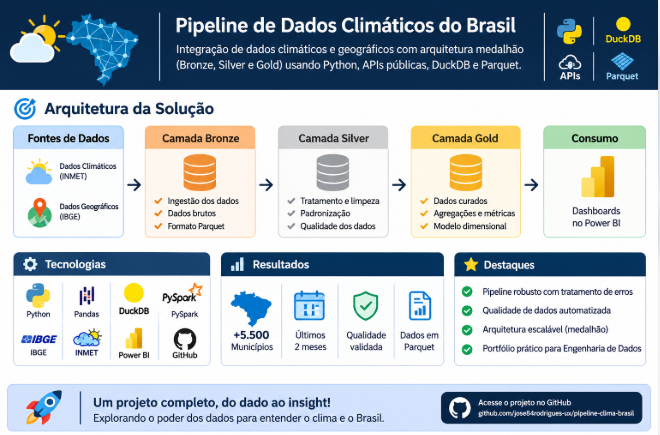 Pipeline de Dados Climáticos do Brasil
Integração de dados climáticos e geográficos com arquitetura medalhão
(Bronze, Silver e Gold) usando Python, APIs públicas, DuckDB e Parquet.
DuckDB
APIs
Parquet
Arquitetura da Solução
Fontes de Dados
Dados Climáticos
(INMET)
Dados Geográficos
(IBGE)
Camada Bronze
Ingestão dos dados
Dados brutos
Formato Parquet
Camada Silver
Tratamento e limpeza
Padronização
Qualidade dos dados
Camada Gold
Dados curados
Agregações e métricas
Modelo dimensional
Consumo
Dashboards
no Power BI
Tecnologias
Python
Pandas
DuckDB
PySpark
PySpark
IBGE
IBGE
INMET
Power BI
GitHub
Resultados
+5.500
Municípios
Últimos
2 meses
Qualidade
validada
Dados em
Parquet
Destaques
Pipeline robusto com tratamento de erros
Qualidade de dados automatizada
Arquitetura escalável (medalhão)
Portfólio prático para Engenharia de Dados
Um projeto completo, do dado ao insight!
Explorando o poder dos dados para entender o clima e o Brasil.
Acesse o projeto no GitHub
github.com/jose84rodrigues-ux/pipeline-clima-brasil